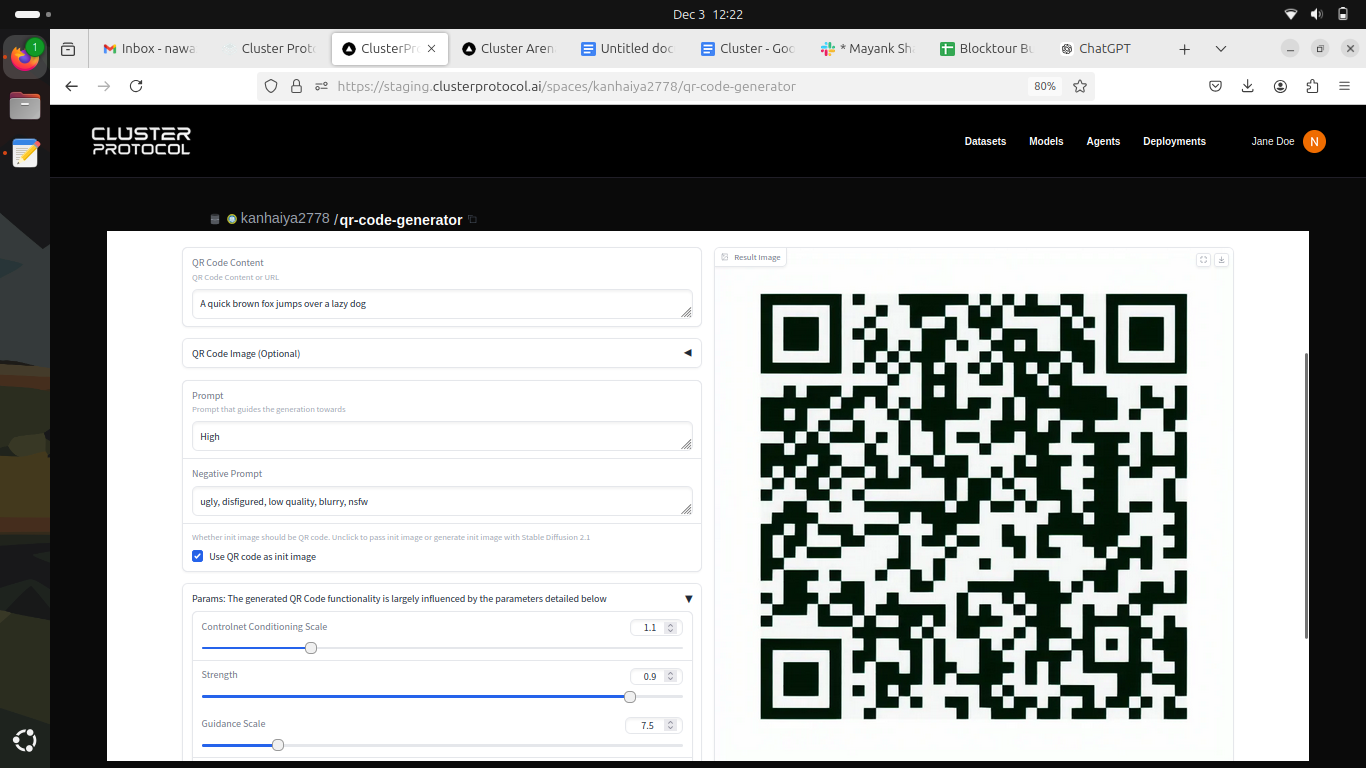 Dec 3 12:22
1
Inbox - nawa
Cluster Proto
ClusterPr
Cluster Aren
Untitled doc
Cluster - Goo
* Mayank Sha
Blocktour Bu
ChatGPT
https://staging.clusterprotocol.ai/spaces/kanhaiya2778/qr-code-generator
80%
CLUSTER
PROTOCOL
Datasets
Models
Agents
Deployments
Jane Doe
N
kanhaiya2778 /qr-code-generator
QR Code Content
QR Code Content or URL
A quick brown fox jumps over a lazy dog
QR Code Image (Optional)
Prompt
Prompt that guides the generation towards
High
Negative Prompt
ugly, disfigured, low quality, blurry, nsfw
Whether init image should be QR code. Unclick to pass init image or generate init image with Stable Diffusion 2.1
Use QR code as init image
Params: The generated QR Code functionality is largely influenced by the parameters detailed below
Controlnet Conditioning Scale
1.1
Strength
0.9
Guidance Scale
7.5
Result Image